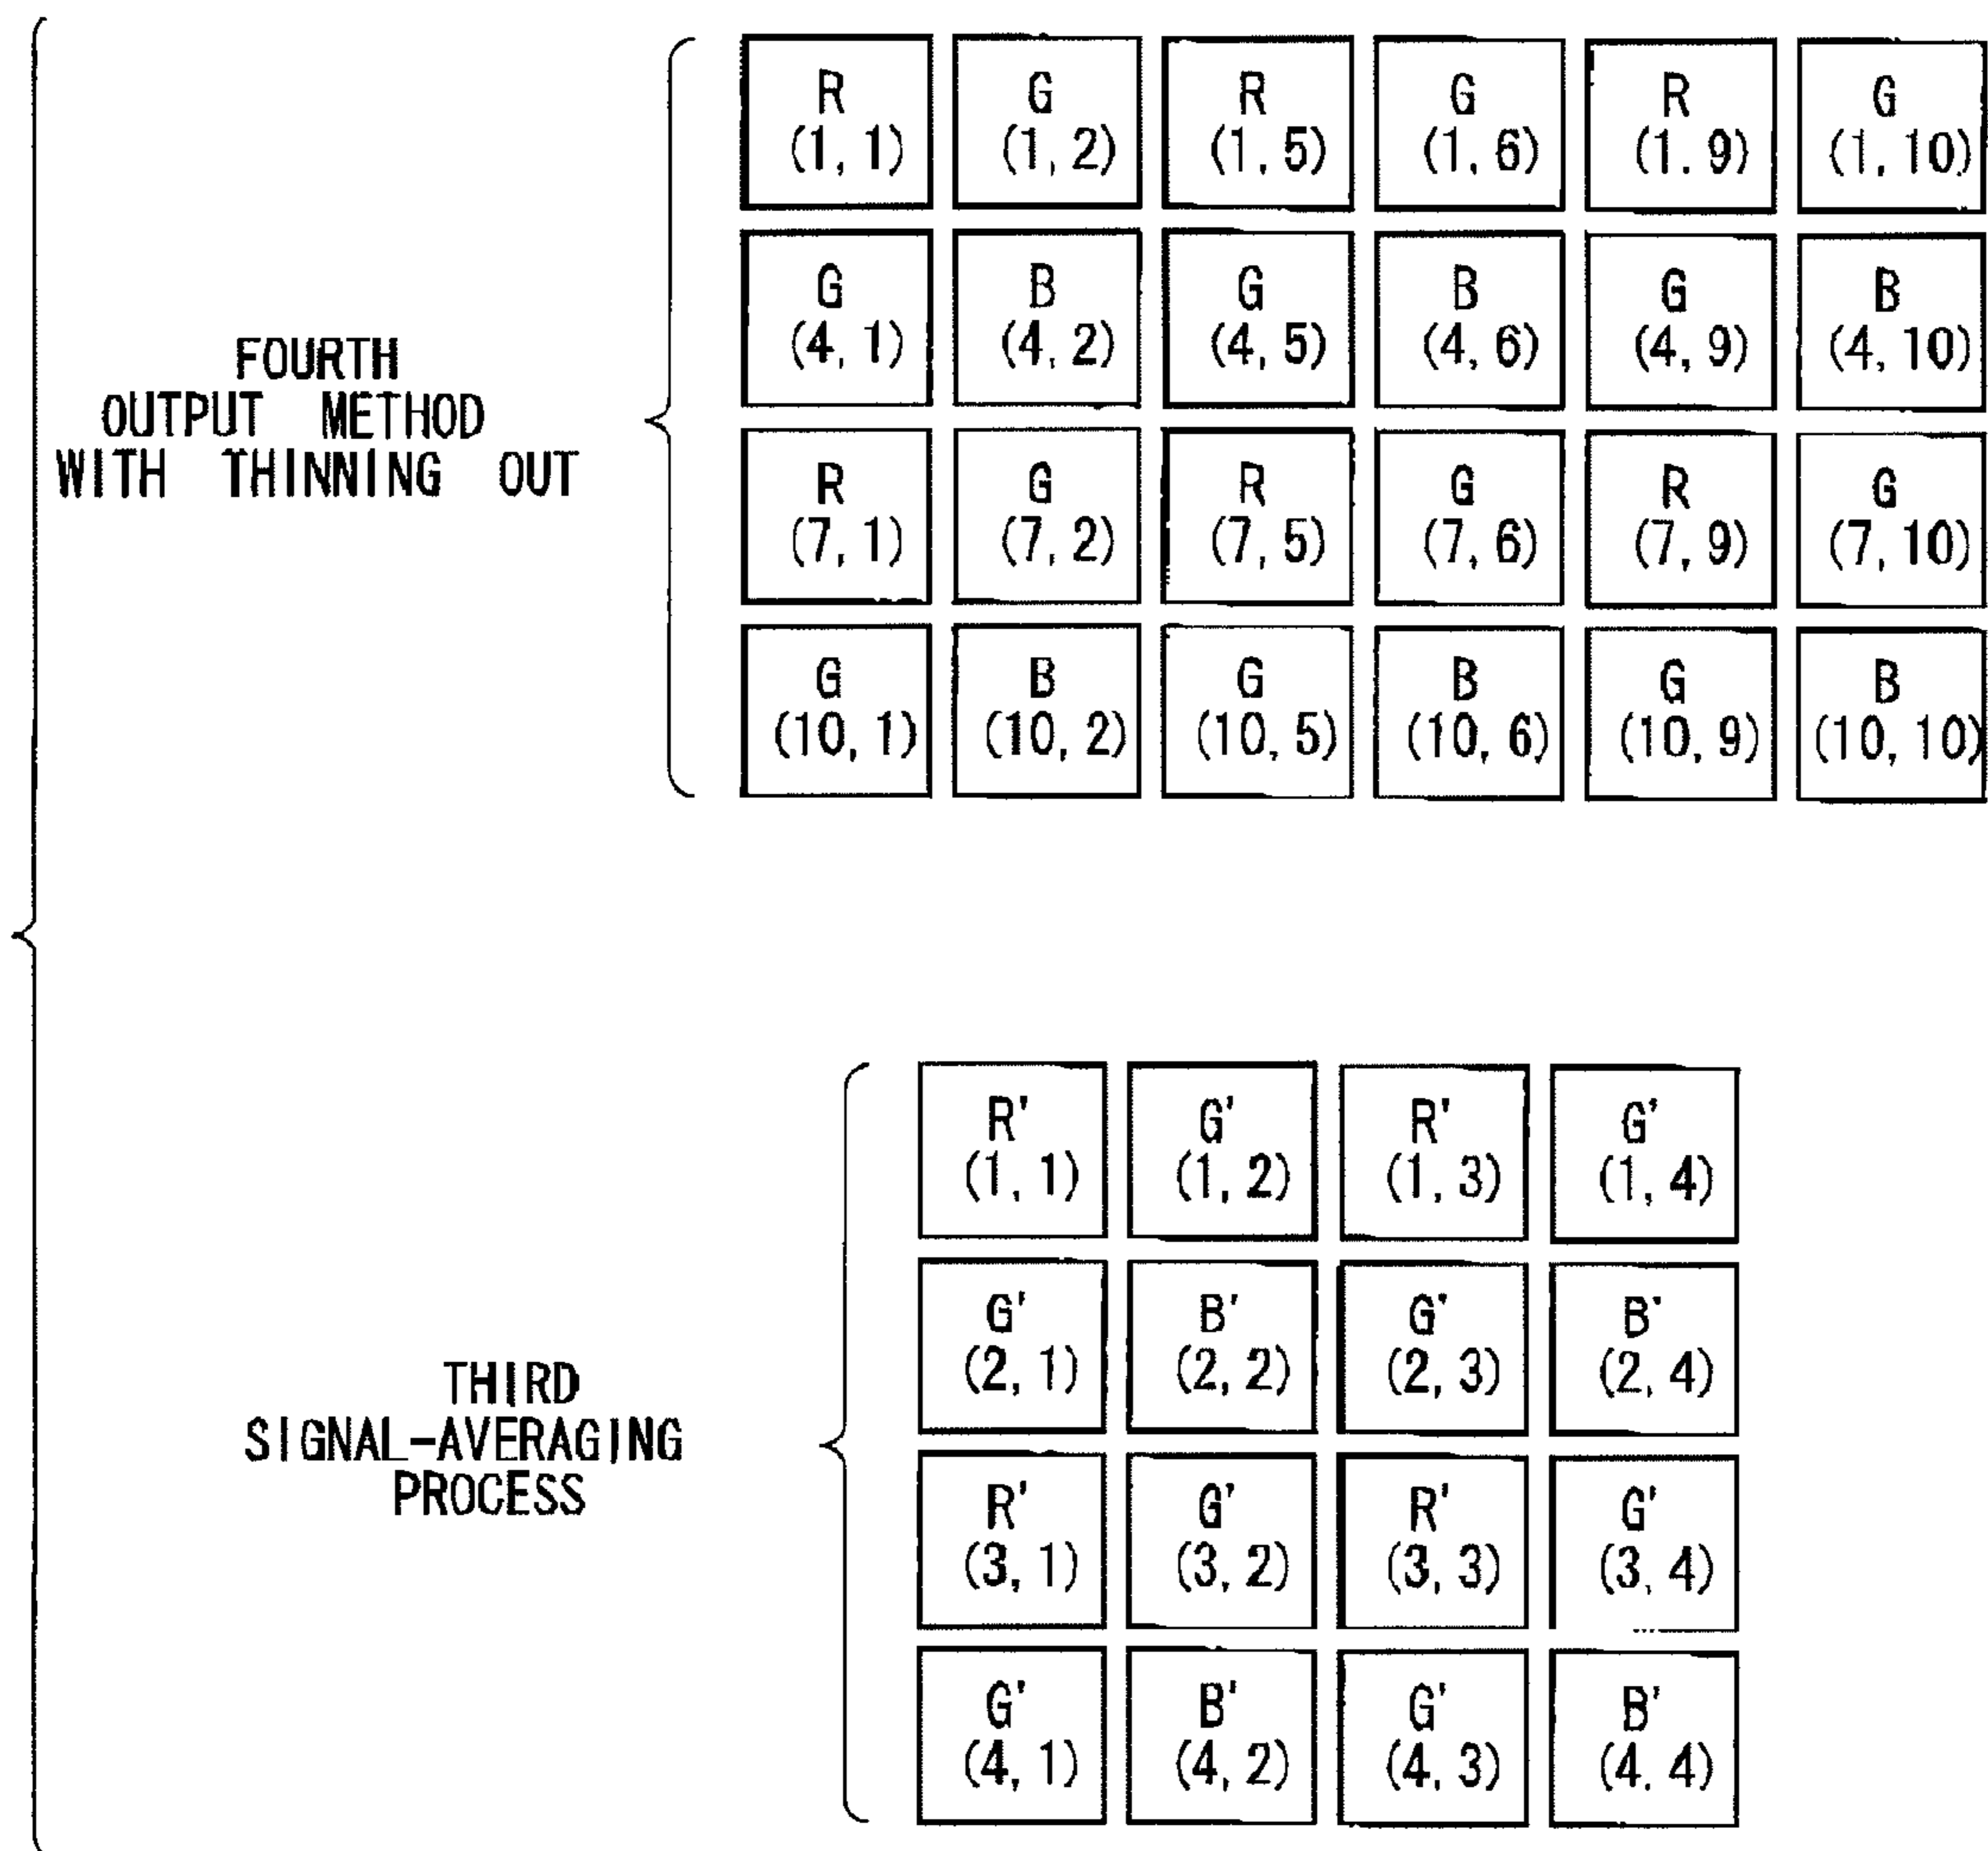 R G R G R G
(1, 1) (1, 2) (1, 5) (1, 6) (1. 9) (1, 10)
G B G B G B
(4, 1) (4, 2) (4, 5) (4, 6) (4, 9) (4, 10)
FOURTH
OUTPUT METHOD
WITH THINNING OUT
R G R G R G
(7, 1) (7, 2) (7, 5) (7, 6) (7, 9) (7, 10)
G B G B G B
(10, 1) (10, 2) (10, 5) (10, 6) (10, 9) (10, 10)
R' G' R' G'
(1, 1) (1, 2) (1, 3) (1, 4)
G' B' G' B'
(2, 1) (2, 2) (2, 3) (2, 4)
THIRD
SIGNAL-AVERAGING
PROCESS
R' G' R' G'
(3, 1) (3, 2) (3, 3) (3, 4)
G' B' G' B'
(4, 1) (4, 2) (4, 3) (4. 4)